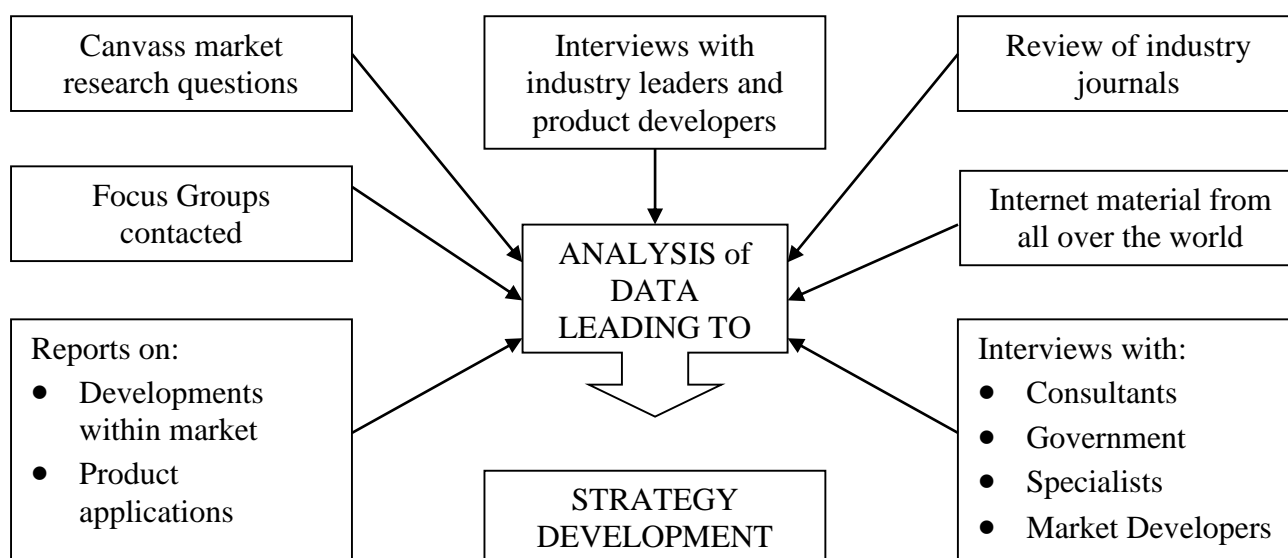 Canvass market
research questions
Interviews with
industry leaders and
product developers
Review of industry
journals
Focus Groups
contacted
Internet material from
all over the world
ANALYSIS of
DATA
LEADING TO
Reports on:
● Developments
within market
● Product
applications
Interviews with:
● Consultants
● Government
● Specialists
● Market Developers
STRATEGY
DEVELOPMENT